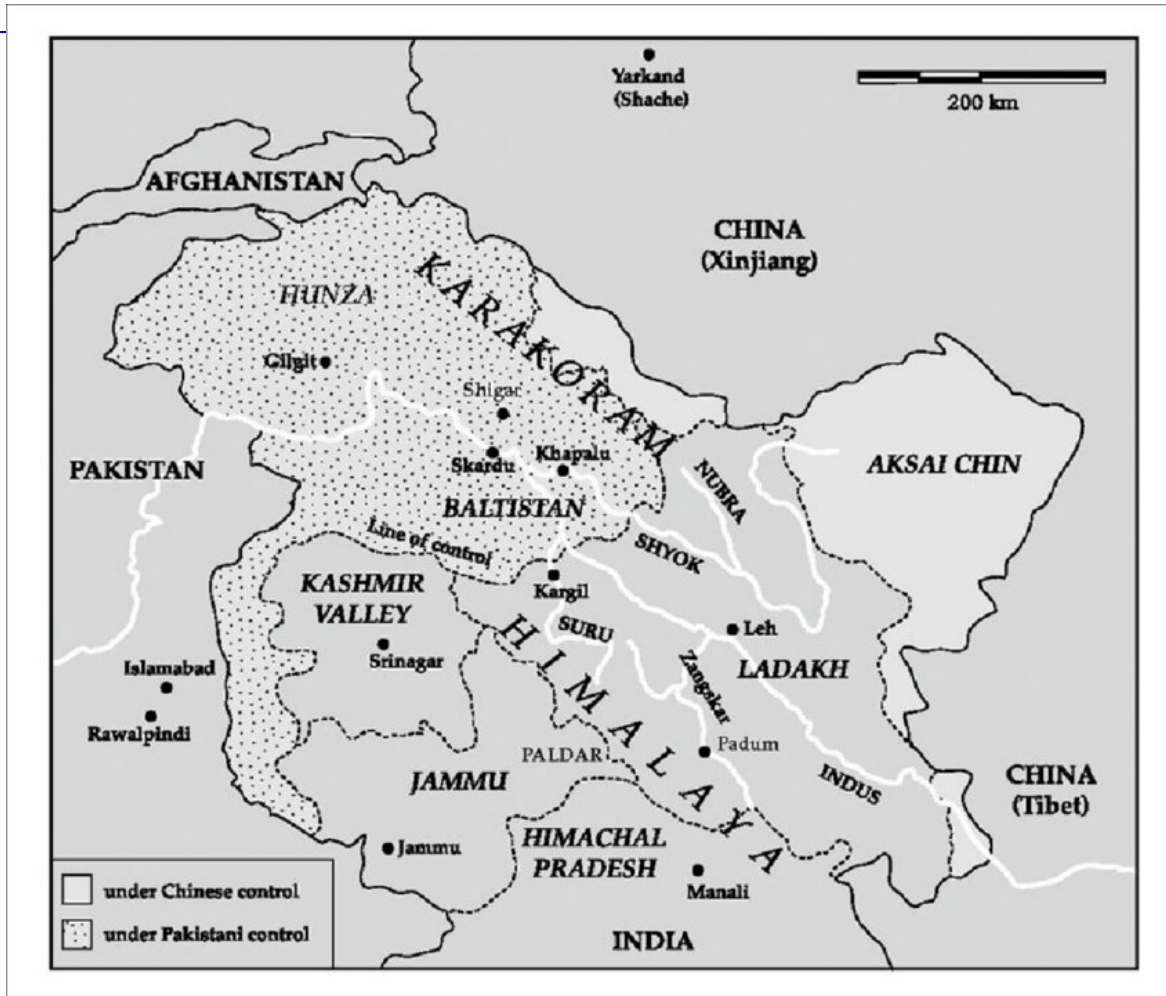 Yarkand
(Shache)
200 km
AFGHANISTAN
CHINA
(Xinjiang)
KARAKORAM
HUNZA
Gilgit
Shigar
Skardu
Khapalu
PAKISTAN
NUBRA
AKSAI CHIN
BALTISTAN
Line of control
SHYOK
KASHMIR
VALLEY
Kargil
SURU
HIMALAYA
Srinagar
Leh
LADAKH
Zangskar
Islamabad
Rawalpindi
PALDAR
Padum
JAMMU
INDUS
CHINA
(Tibet)
HIMACHAL
PRADESH
Jammu
Manali
INDIA
under Chinese control
under Pakistani control